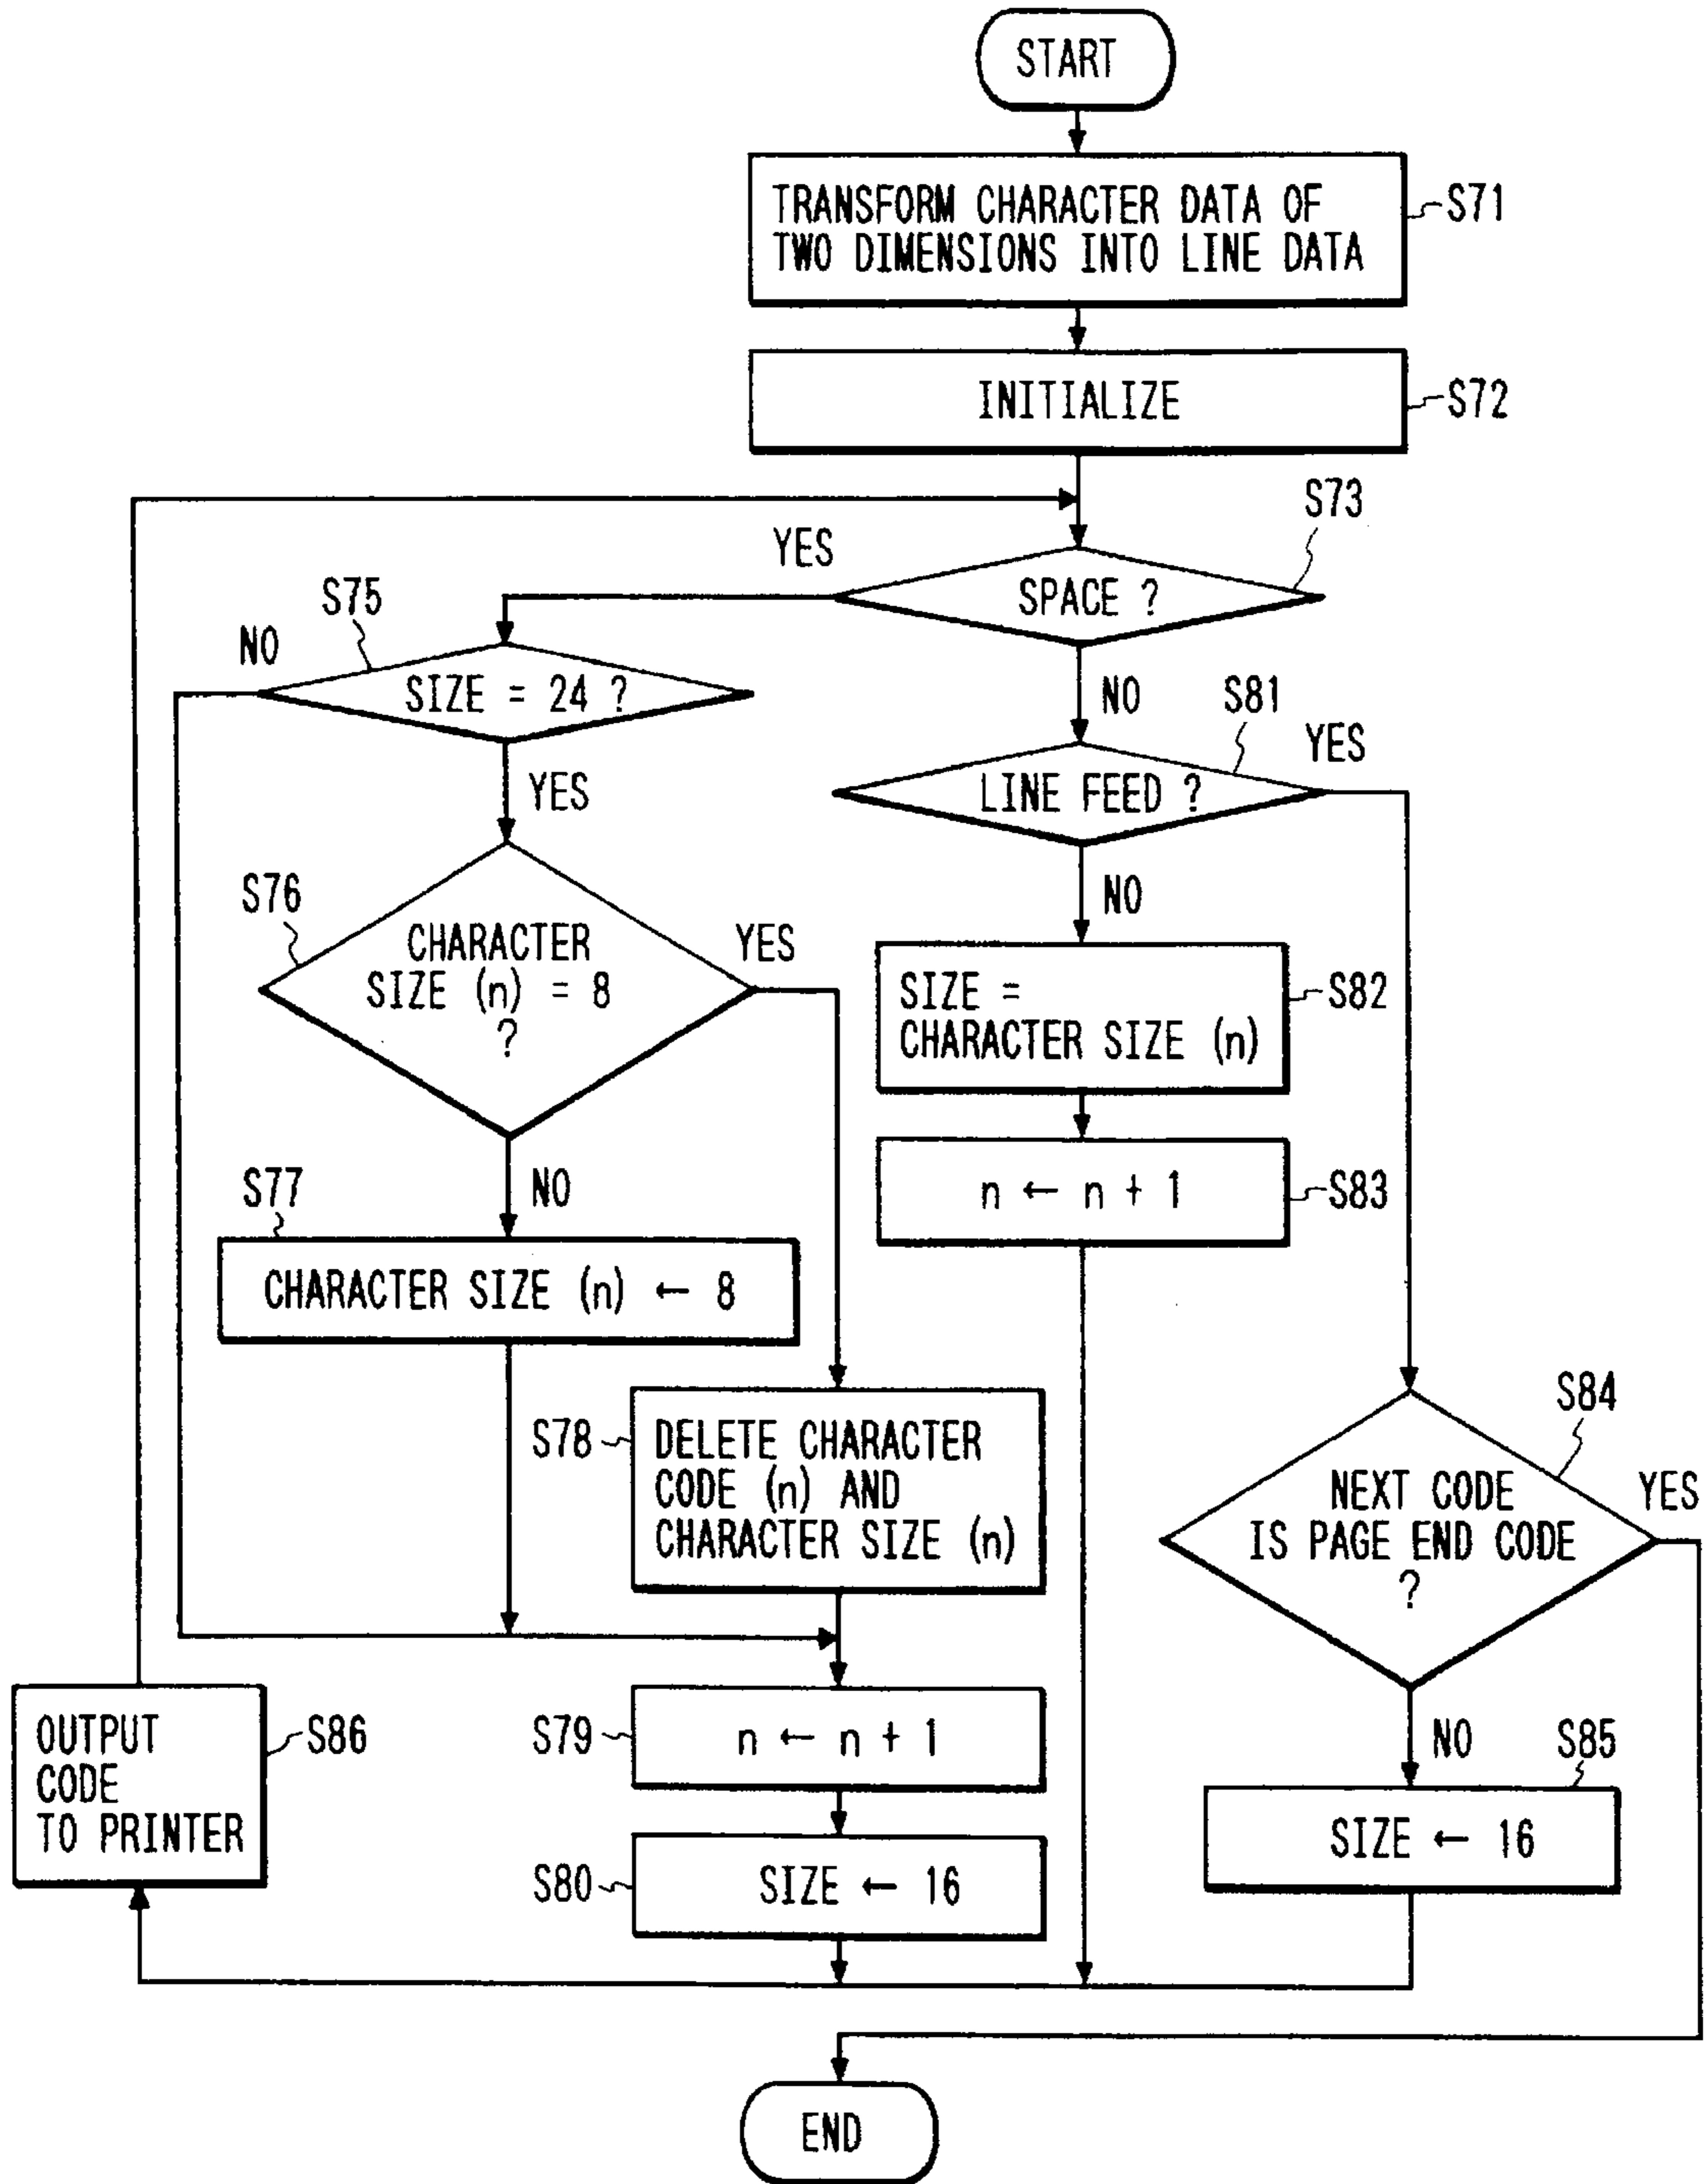 START
TRANSFORM CHARACTER DATA OF
TWO DIMENSIONS INTO LINE DATA
S71
INITIALIZE
S72
S73
YES
SPACE ?
S75
NO
SIZE = 24 ?
NO
S81
YES
LINE FEED ?
YES
S76
CHARACTER
SIZE (n) = 8
?
YES
NO
SIZE =
CHARACTER SIZE (n)
S82
n ← n + 1
S83
S77
NO
CHARACTER SIZE (n) ← 8
S78
DELETE CHARACTER
CODE (n) AND
CHARACTER SIZE (n)
S84
NEXT CODE
IS PAGE END CODE
?
YES
OUTPUT
CODE
TO PRINTER
S86
S79
n ← n + 1
NO
S85
SIZE ← 16
S80
SIZE ← 16
END